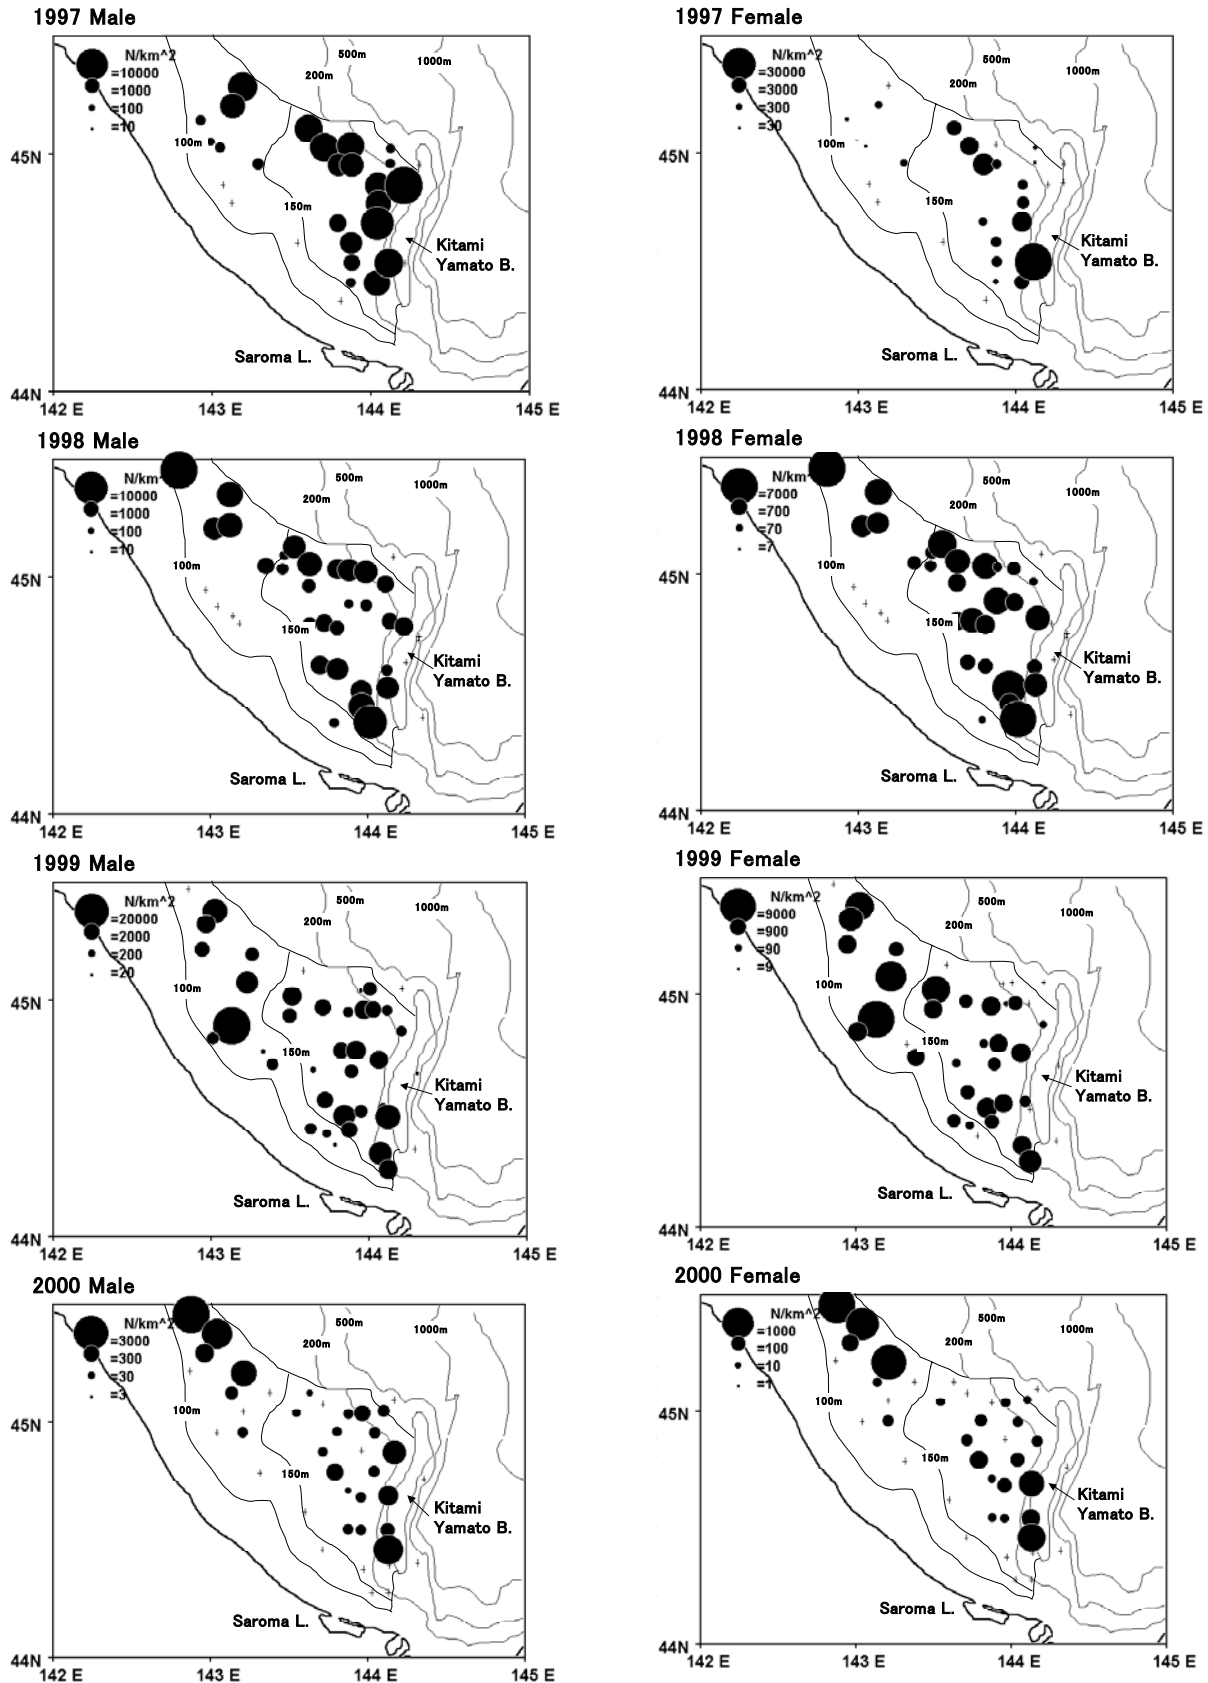 1997 Male
N/km^2
=10000
=1000
=100
=10
500m
200m
1000m
100m
150m
Kitami
Yamato B.
Saroma L.
45N
44N
142 E
143 E
144 E
145 E
1997 Female
N/km^2
=30000
=3000
=300
=30
500m
200m
1000m
100m
150m
Kitami
Yamato B.
Saroma L.
45N
44N
142 E
143 E
144 E
145 E
1998 Male
N/km
=10000
=1000
=100
=10
500m
200m
1000m
100m
150m
Kitami
Yamato B.
Saroma L.
45N
44N
142 E
143 E
144 E
145 E
1998 Female
N/km
=7000
=700
=70
=7
500m
200m
1000m
100m
150m
Kitami
Yamato B.
Saroma L.
45N
44N
142 E
143 E
144 E
145 E
1999 Male
N/km^2
=20000
=2000
=200
=20
500m
200m
1000m
100m
150m
Kitami
Yamato B.
Saroma L.
45N
44N
142 E
143 E
144 E
145 E
1999 Female
N/km^2
=9000
=900
=90
=9
500m
200m
1000m
100m
150m
Kitami
Yamato B.
Saroma L.
45N
44N
142 E
143 E
144 E
145 E
2000 Male
N/km^2
=3000
=300
=30
=3
500m
200m
1000m
100m
150m
Kitami
Yamato B.
Saroma L.
45N
44N
142 E
143 E
144 E
145 E
2000 Female
N/km^2
=1000
=100
=10
=1
500m
200m
1000m
100m
150m
Kitami
Yamato B.
Saroma L.
45N
44N
142 E
143 E
144 E
145 E